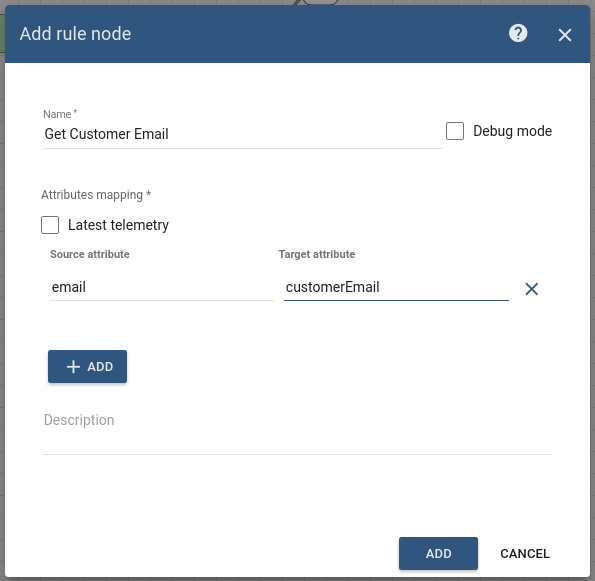 Add rule node
?
Name *
Get Customer Email
Debug mode
Attributes mapping *
Latest telemetry
Source attribute Target attribute
email customerEmail
+ ADD
Description
ADD CANCEL